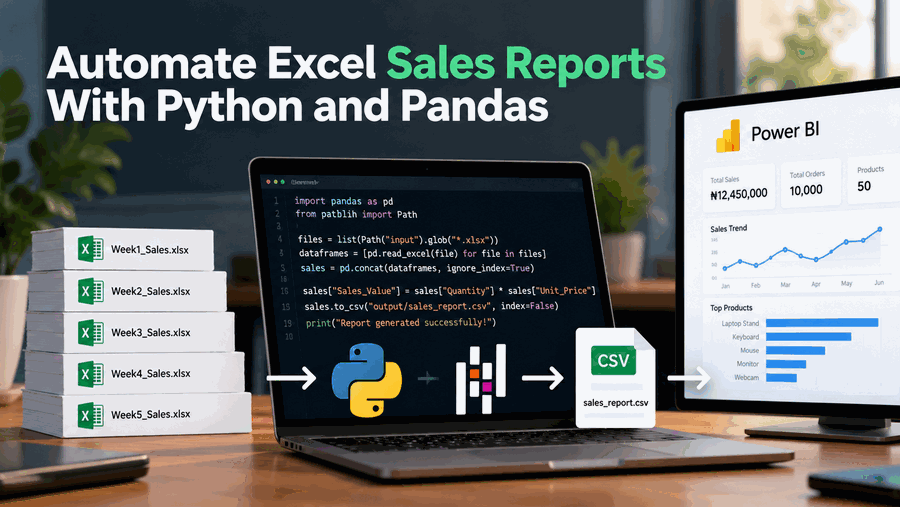 Automate Excel Sales Reports
With Python and Pandas
Week1_Sales.xlsx
Week2_Sales.xlsx
Week3_Sales.xlsx
Week4_Sales.xlsx
Week5_Sales.xlsx
1 import pandas as pd
2 from patblih import Path
3
4 files = list(Path("input").glob("*.xlsx"))
dataframes = [pd.read_excel(file) for file in files]
5 sales = pd.concat(dataframes, ignore_index=True)
sales["Sales_Value"] = sales["Quantity"] * sales["Unit_Price"]
sales.to_csv("output/sales_report.csv", index=False)
print("Report generated successfully!")
CSV
sales_report.csv
Power BI
Total Sales
₦12,450,000
Total Orders
10,000
Products
50
Sales Trend
Jan Feb Mar Apr May Jun
Top Products
Laptop Stand
Keyboard
Mouse
Monitor
Webcam